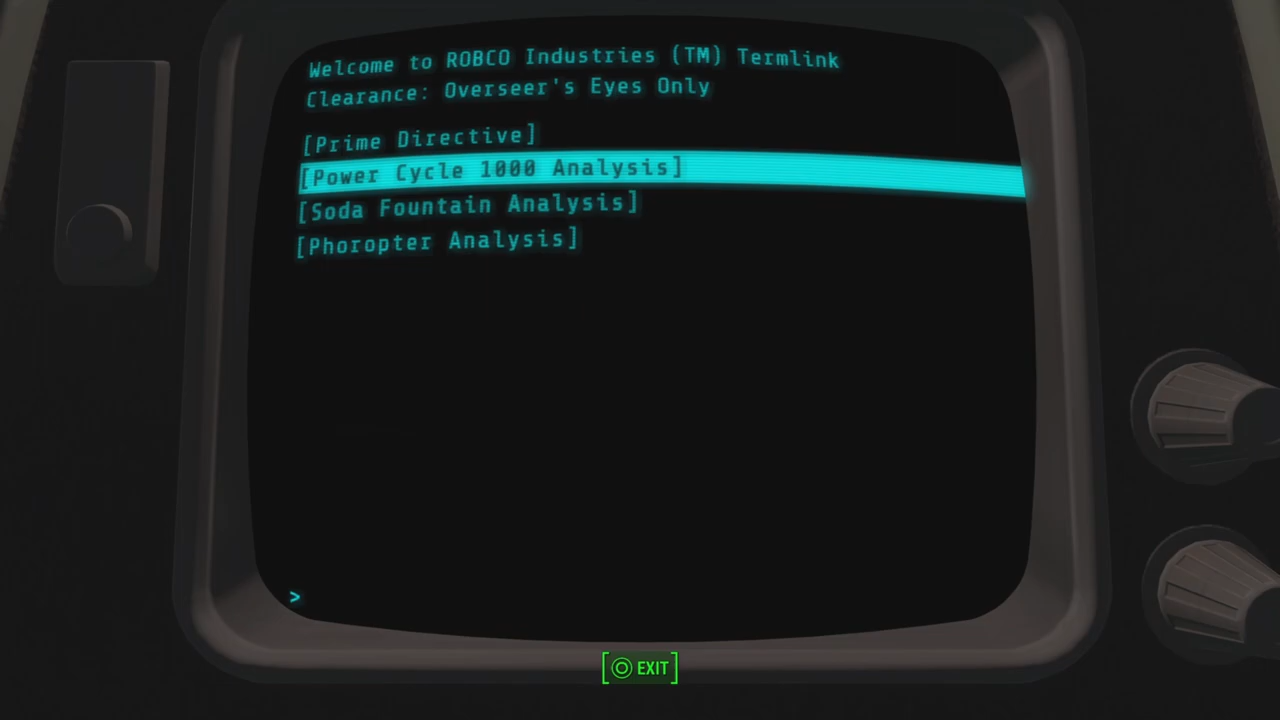 Welcome to ROBCO Industries (TM) Termlink
Clearance: Overseer's Eyes Only
[Prime Directive]
[Power Cycle 1000 Analysis]
[Soda Fountain Analysis]
[Phoropter Analysis]
>
[EXIT]